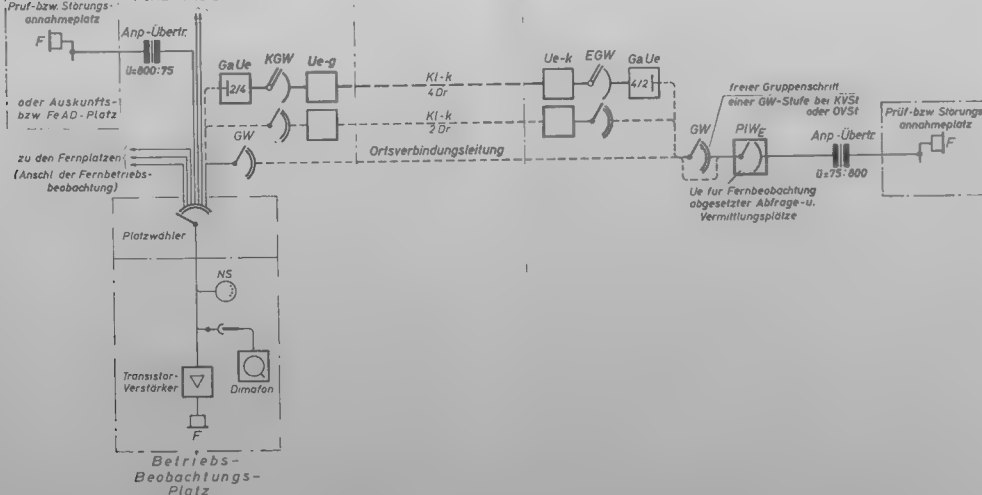 Prüf-bzw. Störungs-
annahmeplatz
F
Anp-Übertr.
ü=800:75
oder Auskunfts-
bzw FeAD-Platz
zu den Fernplätzen
(Anschl der Fernbetriebs-
beobachtung)
GaUe
2/4
KGW
Ue-g
Kl-k
4Dr
Ue-k
EGW
GaUe
4/2
Kl-k
2Dr
GW
Ortsverbindungsleitung
freier Gruppenschritt
einer GW-Stufe bei KVSt
oder OVSt
GW
PlW E
Anp-Übertr
ü=75:800
Prüf-bzw Störungs
annahmeplatz
F
Ue für Fernbeobachtung
abgesetzter Abfrage-u.
Vermittlungsplätze
Platzwähler
NS
Transistor-
Verstärker
Dimafon
F
Betriebs-
Beobachtungs-
Platz